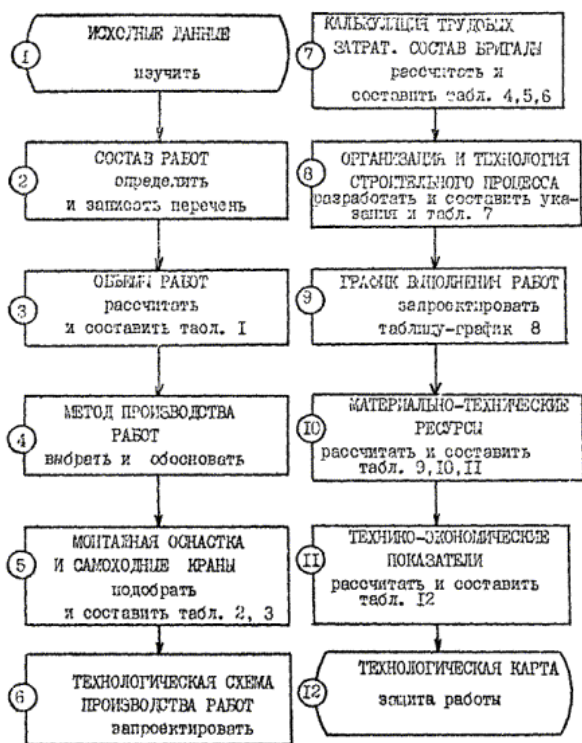 1
ИСХОДНЫЕ ДАННЫЕ
изучить
2
СОСТАВ РАБОТ
определить
и записать перечень
3
ОБЪЕМЫ РАБОТ
рассчитать
и составить табл. I
4
МЕТОД ПРОИЗВОДСТВА
РАБОТ
выбрать и обосновать
5
МОНТАЖНАЯ ОСНАСТКА
И САМОХОДНЫЕ КРАНЫ
подобрать
и составить табл. 2, 3
6
ТЕХНОЛОГИЧЕСКАЯ СХЕМА
ПРОИЗВОДСТВА РАБОТ
запроектировать
7
КАЛЬКУЛЯЦИЯ ТРУДОВЫХ
ЗАТРАТ. СОСТАВ БРИГАДЫ
рассчитать и
составить табл. 4,5,6
8
ОРГАНИЗАЦИЯ И ТЕХНОЛОГИЯ
СТРОИТЕЛЬНОГО ПРОЦЕССА
разработать и составить ука-
зания и табл. 7
9
ГРАФИК ВЫПОЛНЕНИЯ РАБОТ
запроектировать
таблицу-график 8
10
МАТЕРИАЛЬНО-ТЕХНИЧЕСКИЕ
РЕСУРСЫ
рассчитать и составить
табл. 9,10,11
11
ТЕХНИКО-ЭКОНОМИЧЕСКИЕ
ПОКАЗАТЕЛИ
рассчитать и составить
табл. 12
12
ТЕХНОЛОГИЧЕСКАЯ КАРТА
защита работы